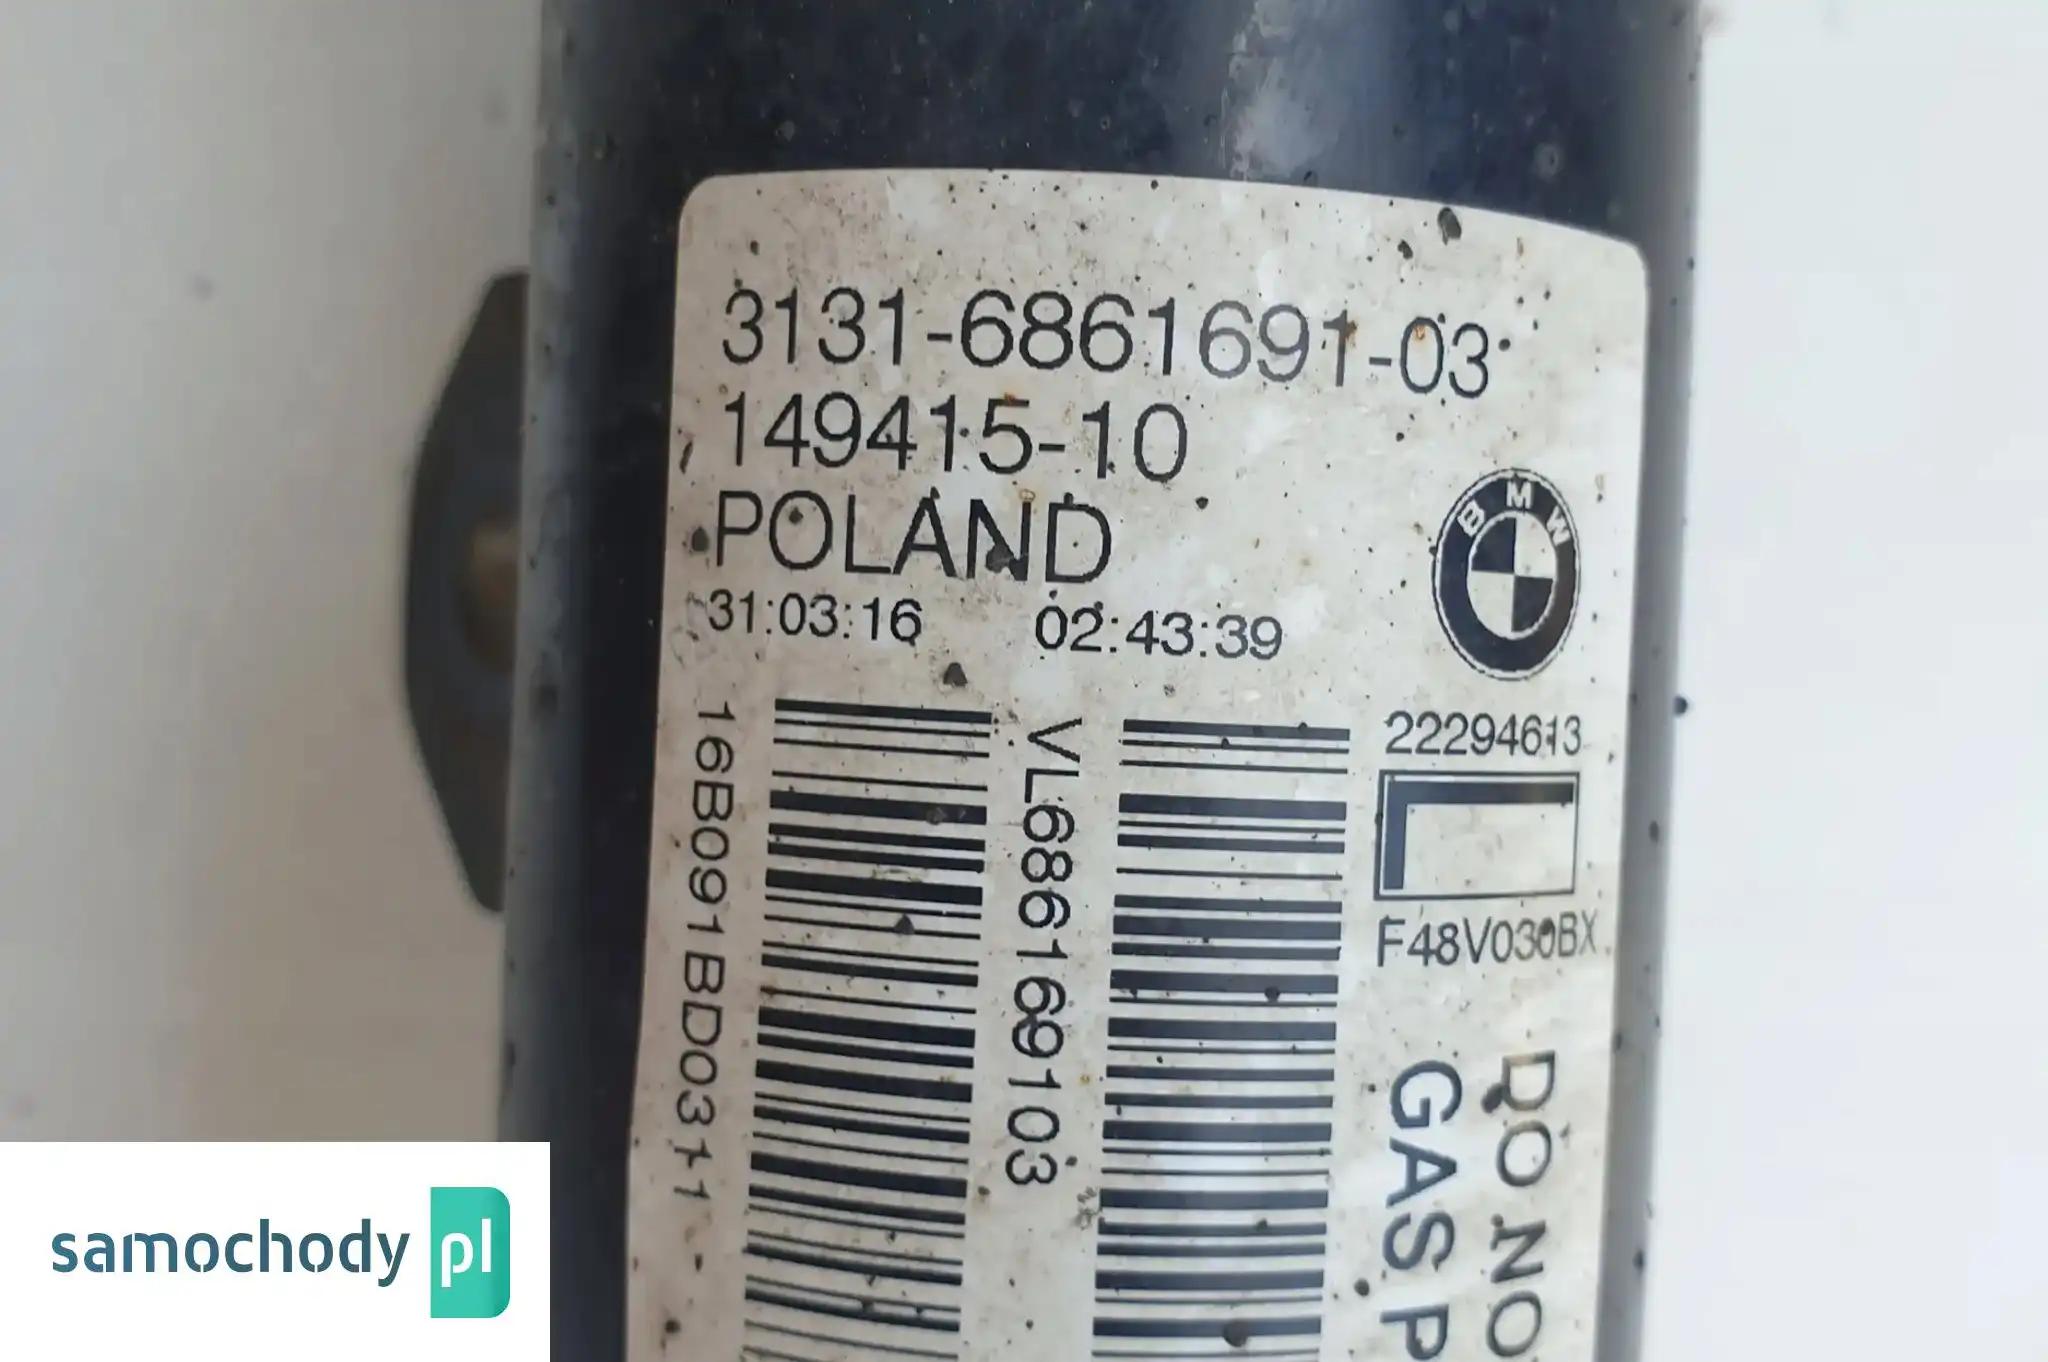 3131-6861691-03
149415-10
POLAND
31:03:16 02:43:39
BMW
22294613
L
F48V030BX
16B091BD0311
VL686169103
DO NO
GAS P
samochody pl